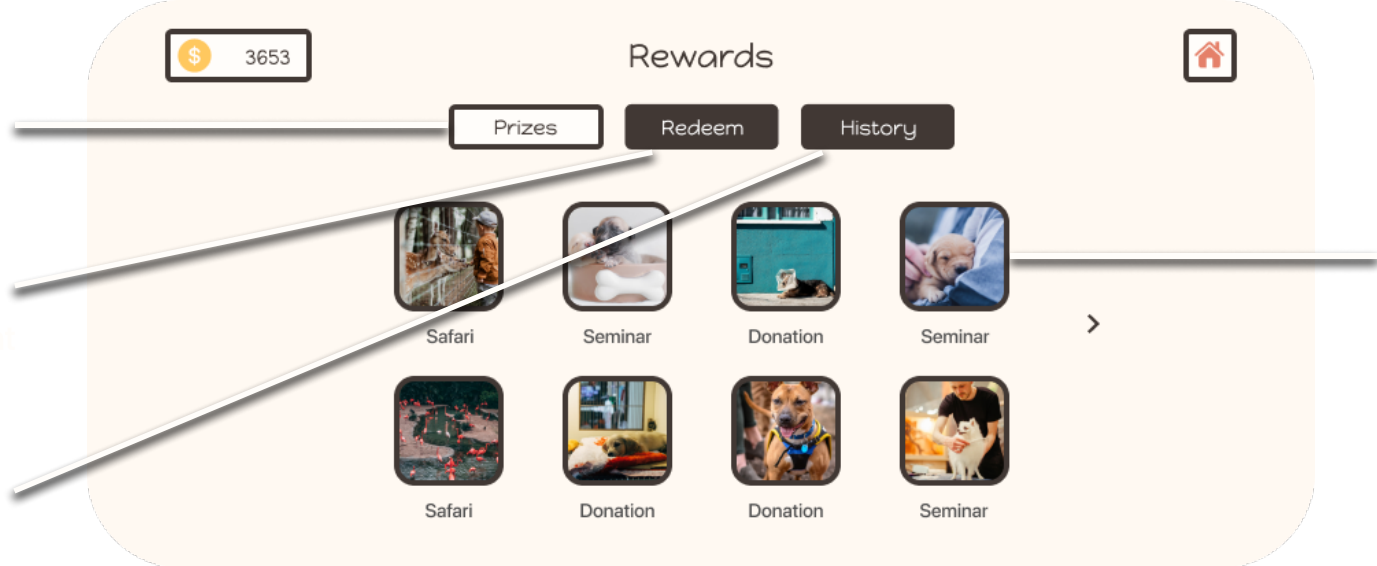 $ 3653
Rewards
Prizes Redeem History
Safari Seminar Donation Seminar
Safari Donation Donation Seminar